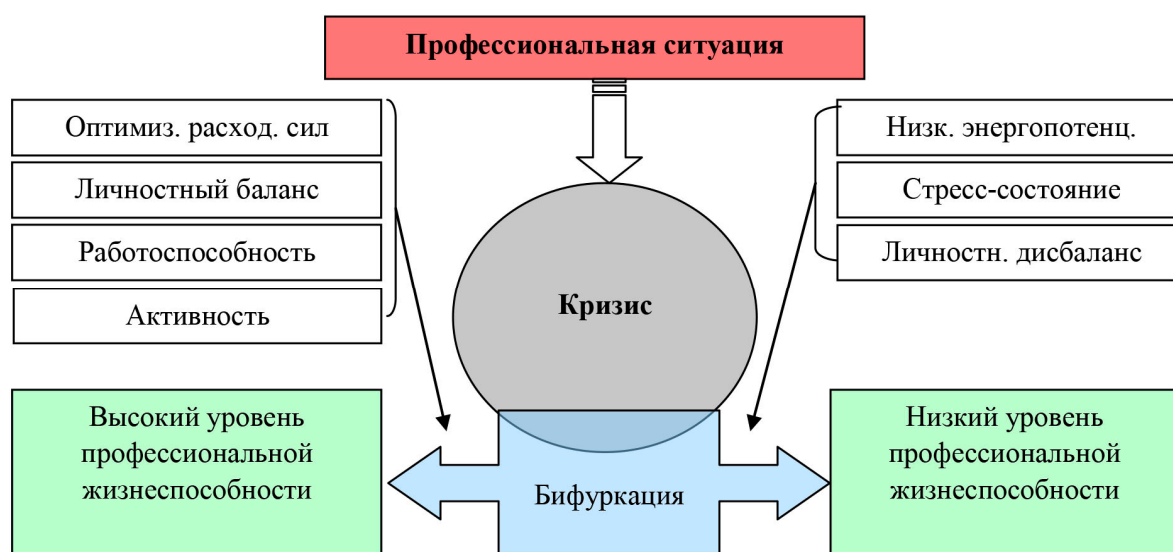 Профессиональная ситуация
Оптимиз. расход. сил
Личностный баланс
Работоспособность
Активность
Низк. энергопотенц.
Стресс-состояние
Личностн. дисбаланс
Кризис
Высокий уровень
профессиональной
жизнеспособности
Бифуркация
Низкий уровень
профессиональной
жизнеспособности